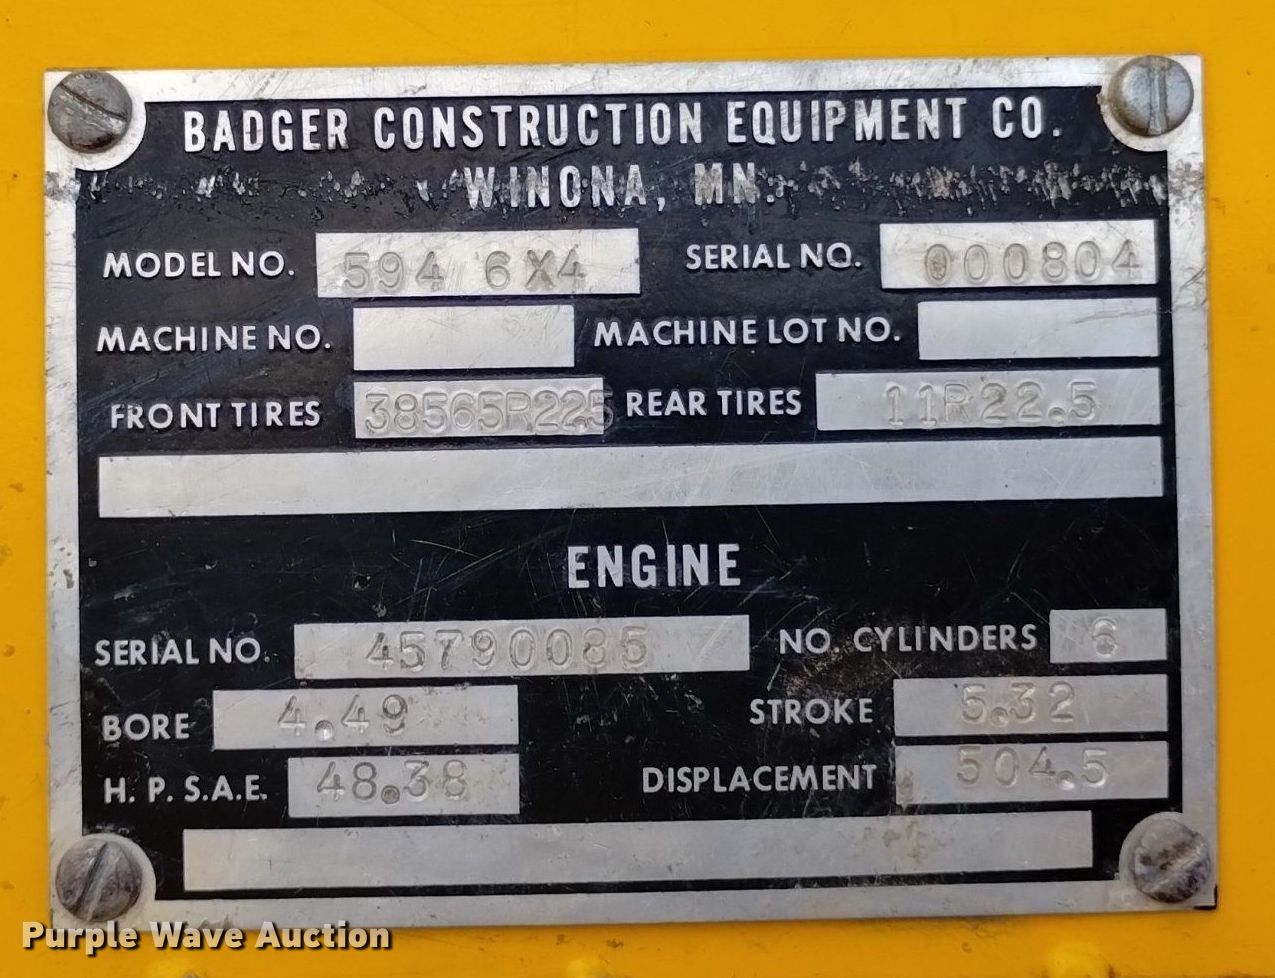 BADGER CONSTRUCTION EQUIPMENT CO.
WINONA, MN.
MODEL NO. 594 6X4 SERIAL NO. 000804
MACHINE NO. MACHINE LOT NO.
FRONT TIRES 38565R225 REAR TIRES 11R22.5
ENGINE
SERIAL NO. 45790085 NO. CYLINDERS 6
BORE 4.49 STROKE 5.32
H. P. S.A.E. 48.38 DISPLACEMENT 504.5
Purple Wave Auction